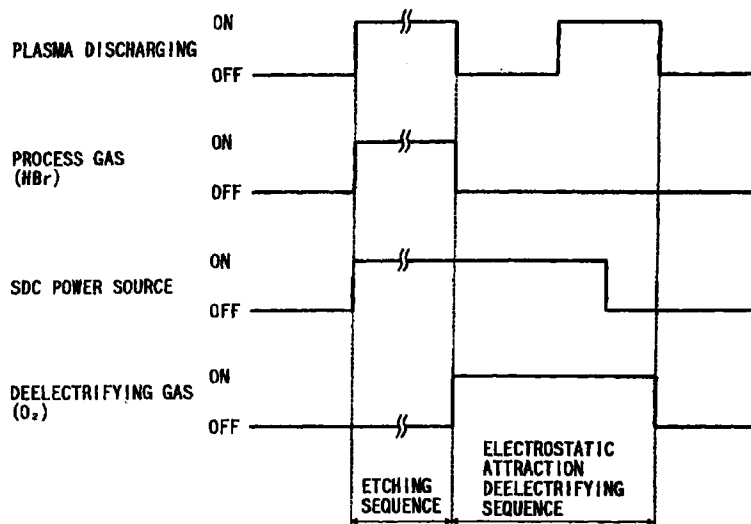 ON
PLASMA DISCHARGING
OFF
ON
PROCESS GAS
(HBr)
OFF
ON
SDC POWER SOURCE
OFF
ON
DEELECTRIFYING GAS
(O₂)
OFF
ETCHING
SEQUENCE
ELECTROSTATIC
ATTRACTION
DEELECTRIFYING
SEQUENCE